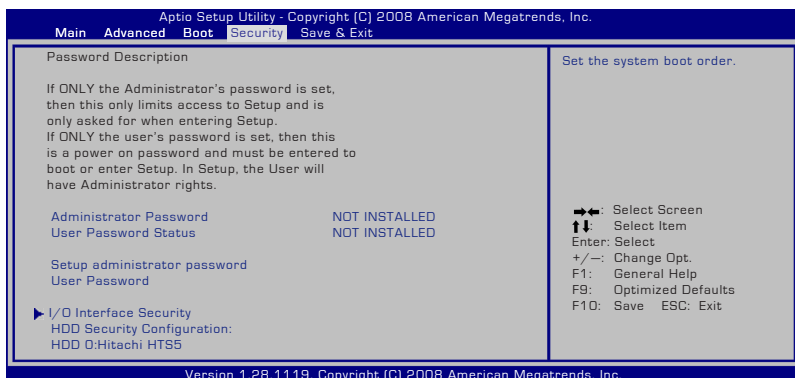 Aptio Setup Utility - Copyright (C) 2008 American Megatrends, Inc.
Main Advanced Boot Security Save & Exit
Password Description
If ONLY the Administrator's password is set,
then this only limits access to Setup and is
only asked for when entering Setup.
If ONLY the user's password is set, then this
is a power on password and must be entered to
boot or enter Setup. In Setup, the User will
have Administrator rights.
Administrator Password NOT INSTALLED
User Password Status NOT INSTALLED
Setup administrator password
User Password
I/O Interface Security
HDD Security Configuration:
HDD 0:Hitachi HTS5
Set the system boot order.
→←: Select Screen
↑↓: Select Item
Enter: Select
+/—: Change Opt.
F1: General Help
F9: Optimized Defaults
F10: Save ESC: Exit
Version 1.28.1119. Copyright (C) 2008 American Megatrends, Inc.